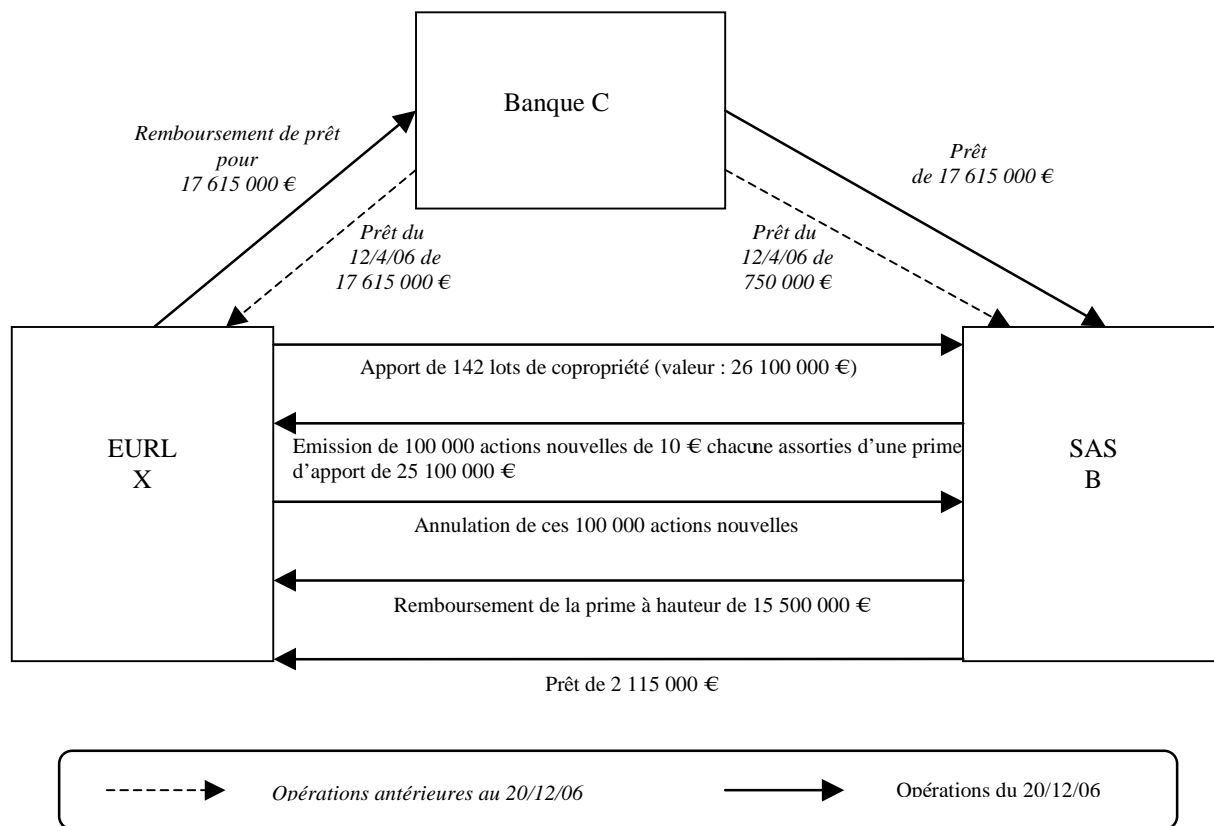 Banque C
Remboursement de prêt
pour
17 615 000 €
Prêt
de 17 615 000 €
Prêt du
12/4/06 de
17 615 000 €
Prêt du
12/4/06 de
750 000 €
Apport de 142 lots de copropriété (valeur : 26 100 000 €)
EURL
X
Emission de 100 000 actions nouvelles de 10 € chacune assorties d’une prime
d’apport de 25 100 000 €
SAS
B
Annulation de ces 100 000 actions nouvelles
Remboursement de la prime à hauteur de 15 500 000 €
Prêt de 2 115 000 €
Opérations antérieures au 20/12/06
Opérations du 20/12/06